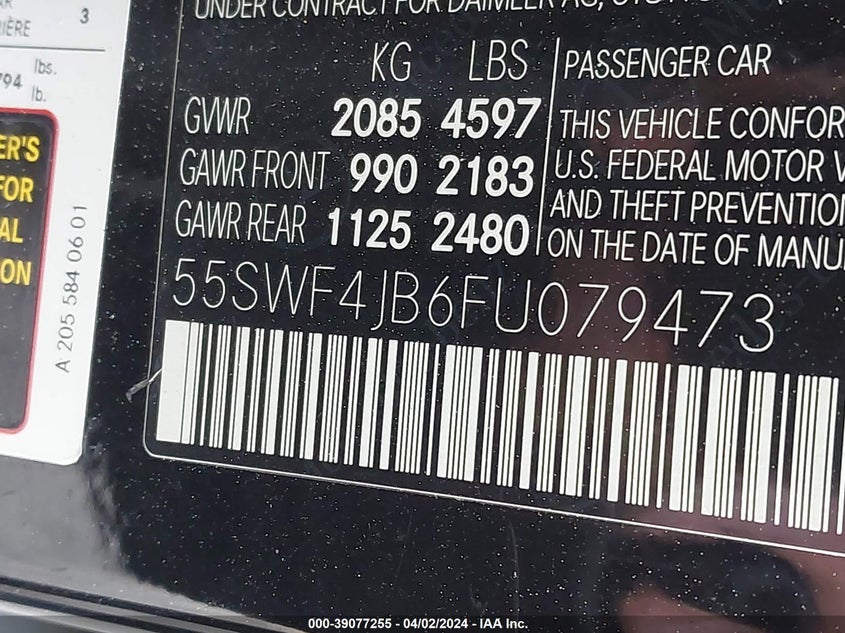 3
RIÈRE
lbs.
794
lb.
ER'S
FOR
AL
ON
A 205 584 06 01
UNDER CONTRACT FOR DAIMLER AG,
KG LBS
GVWR 2085 4597
GAWR FRONT 990 2183
GAWR REAR 1125 2480
PASSENGER CAR
THIS VEHICLE CONFOR
U.S. FEDERAL MOTOR V
AND THEFT PREVENTION
ON THE DATE OF MANU
55SWF4JB6FU079473
000-39077255 - 04/02/2024 - IAA Inc.